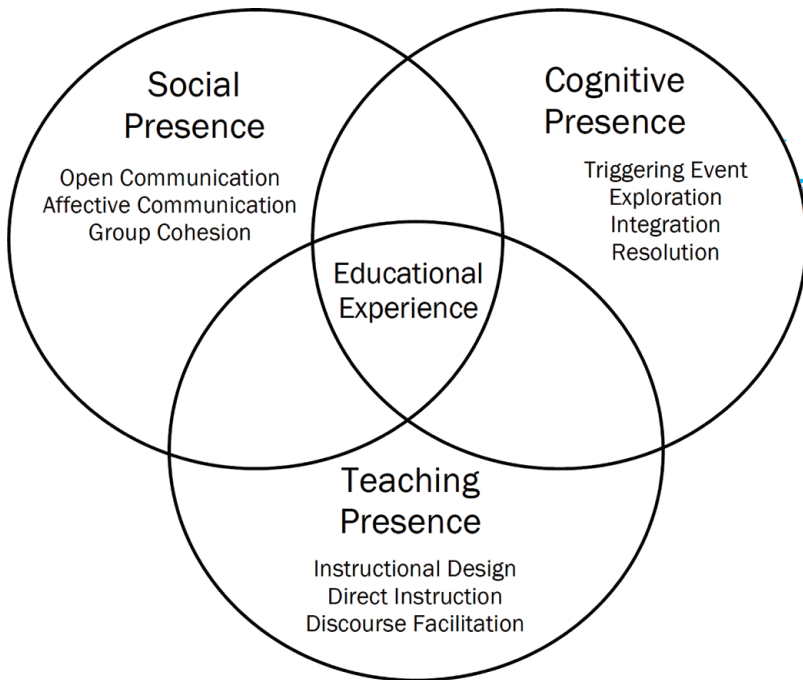 Social
Presence
Open Communication
Affective Communication
Group Cohesion
Cognitive
Presence
Triggering Event
Exploration
Integration
Resolution
Educational
Experience
Teaching
Presence
Instructional Design
Direct Instruction
Discourse Facilitation